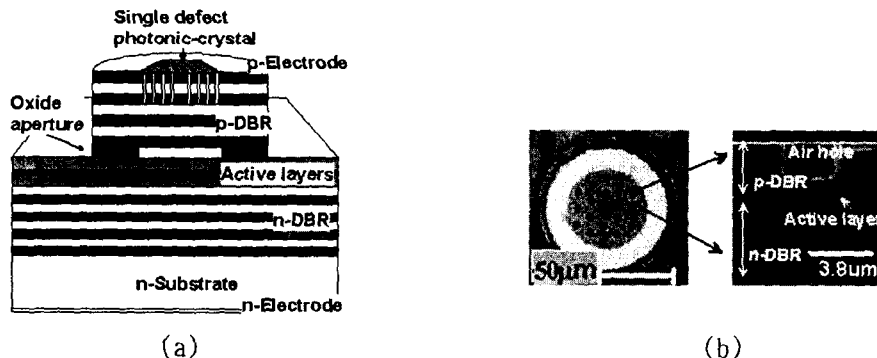 Single defect
photonic-crystal
p-Electrode
Oxide
aperture
p-DBR
Active layers
n-DBR
n-Substrate
n-Electrode
(a)
50μm
Air hole
p-DBR
Active layer
n-DBR
3.8um
(b)